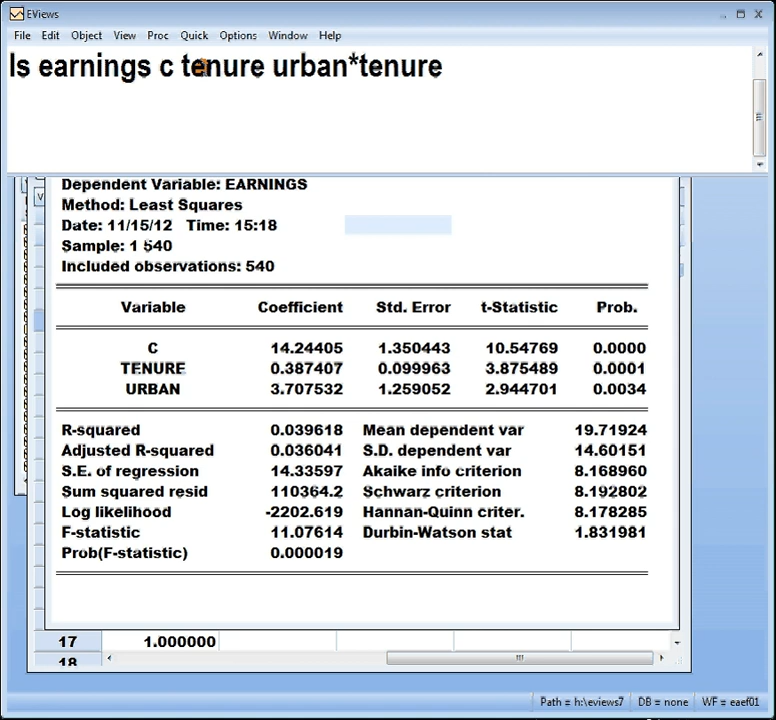 EViews
File Edit Object View Proc Quick Options Window Help
ls earnings c tenure urban*tenure
Dependent Variable: EARNINGS
Method: Least Squares
Date: 11/15/12 Time: 15:18
Sample: 1 540
Included observations: 540
Variable Coefficient Std. Error t-Statistic Prob.
C 14.24405 1.350443 10.54769 0.0000
TENURE 0.387407 0.099963 3.875489 0.0001
URBAN 3.707532 1.259052 2.944701 0.0034
R-squared 0.039618 Mean dependent var 19.71924
Adjusted R-squared 0.036041 S.D. dependent var 14.60151
S.E. of regression 14.33597 Akaike info criterion 8.168960
Sum squared resid 110364.2 Schwarz criterion 8.192802
Log likelihood -2202.619 Hannan-Quinn criter. 8.178285
F-statistic 11.07614 Durbin-Watson stat 1.831981
Prob(F-statistic) 0.000019
17 1.000000
18
Path = h:\eviews7 DB = none WF = eaef01